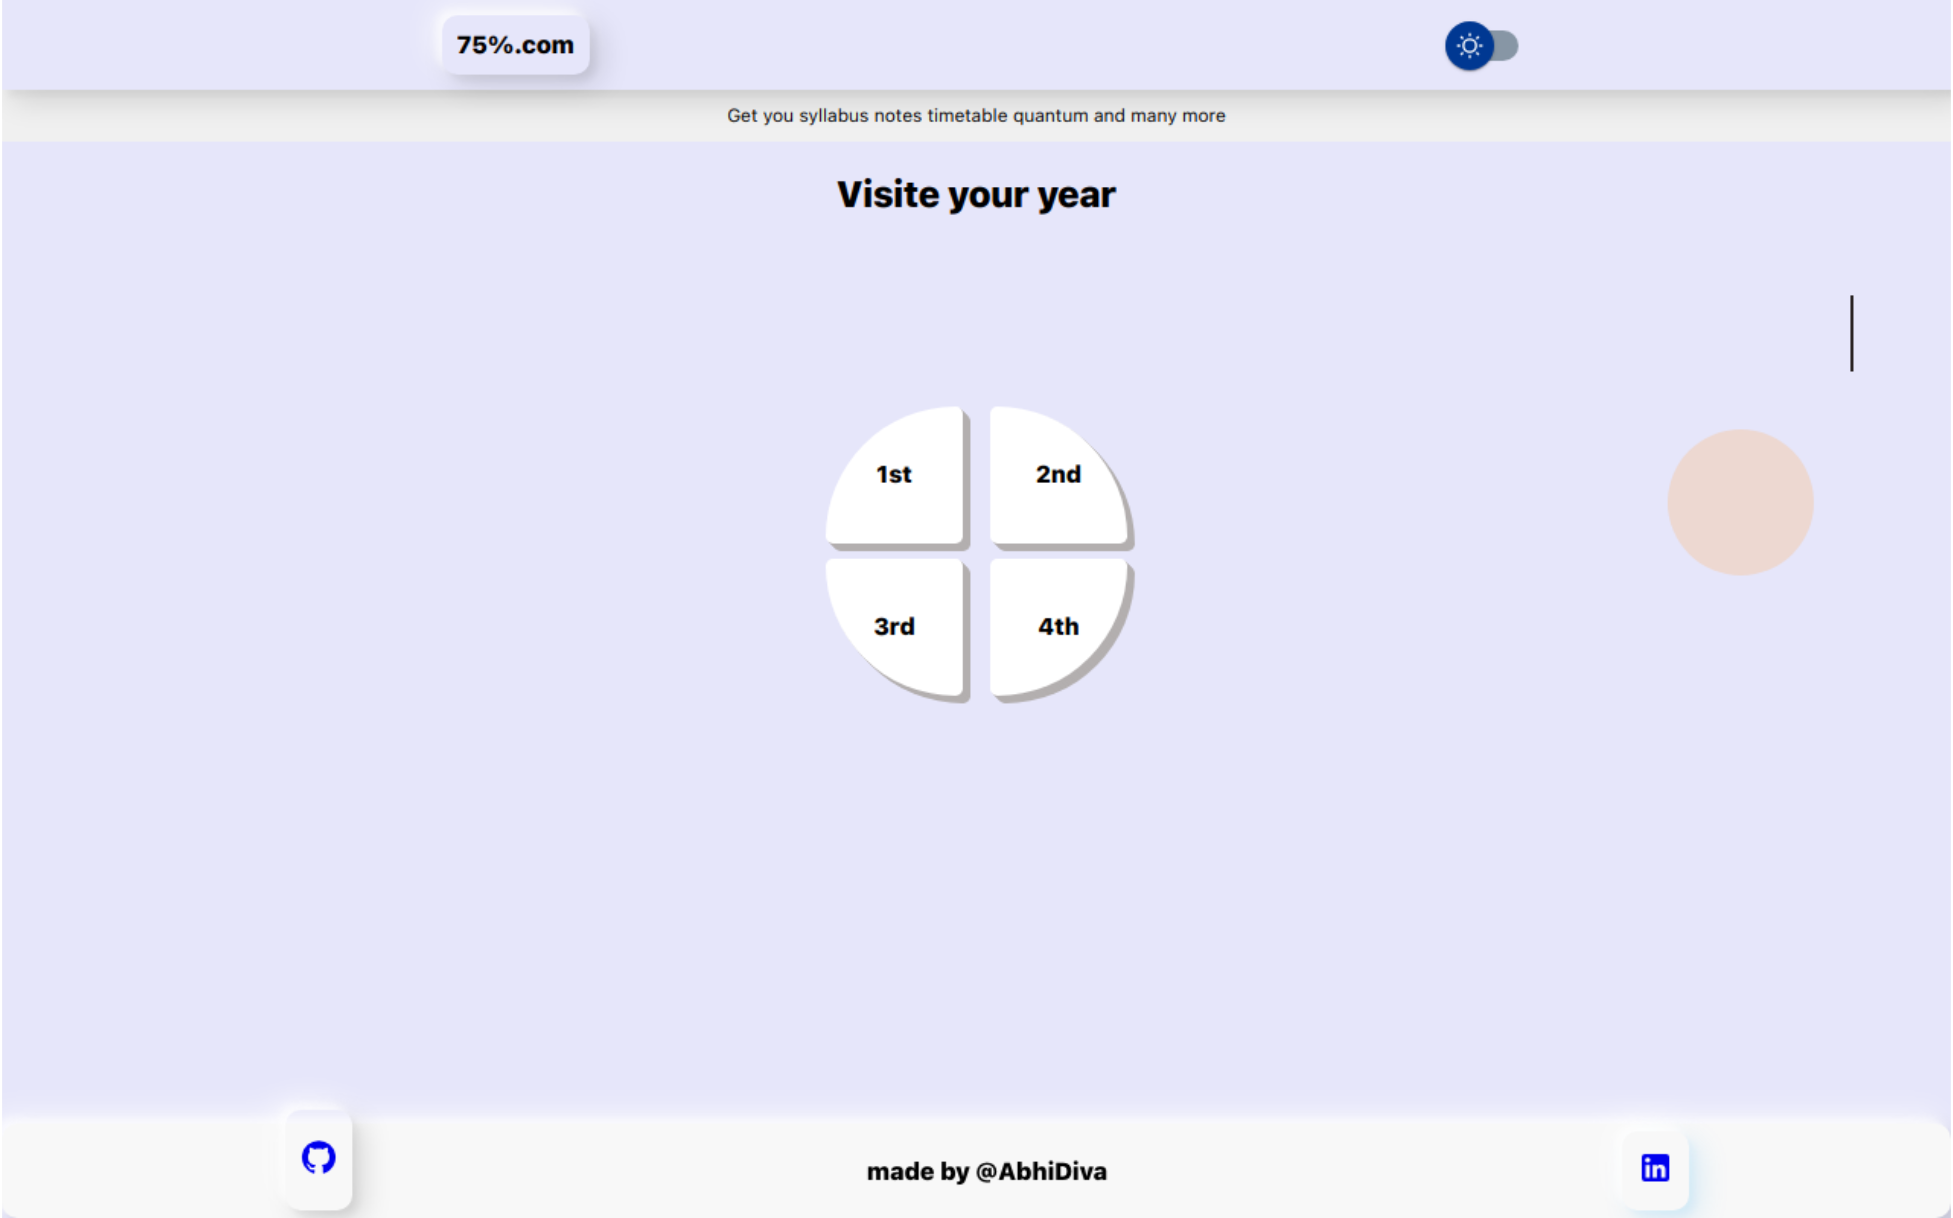 75%.com
Get you syllabus notes timetable quantum and many more
Visite your year
1st
2nd
3rd
4th
made by @AbhiDiva
in